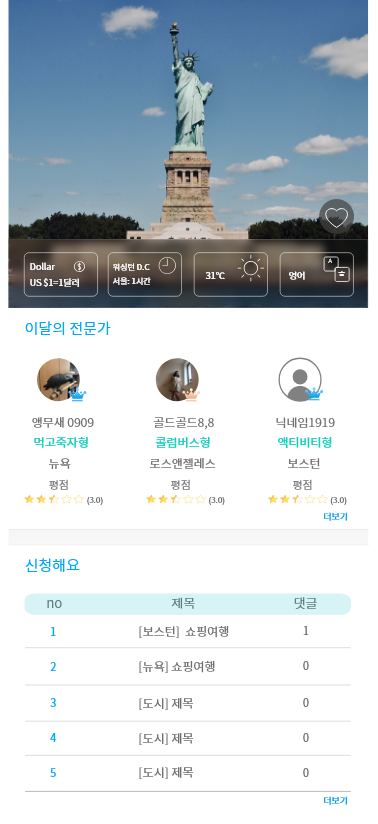 Dollar
US $1=1달러
워싱턴 D.C
서울: 1시간
31℃
영어
A
이달의 전문가
앵무새 0909
골드골드8,8
닉네임1919
먹고죽자형
콜럼버스형
액티비티형
뉴욕
로스앤젤레스
보스턴
평점
평점
평점
(3.0)
(3.0)
(3.0)
더보기
신청해요
no 제목 댓글
1 [보스턴] 쇼핑여행 1
2 [뉴욕] 쇼핑여행 0
3 [도시] 제목 0
4 [도시] 제목 0
5 [도시] 제목 0
더보기